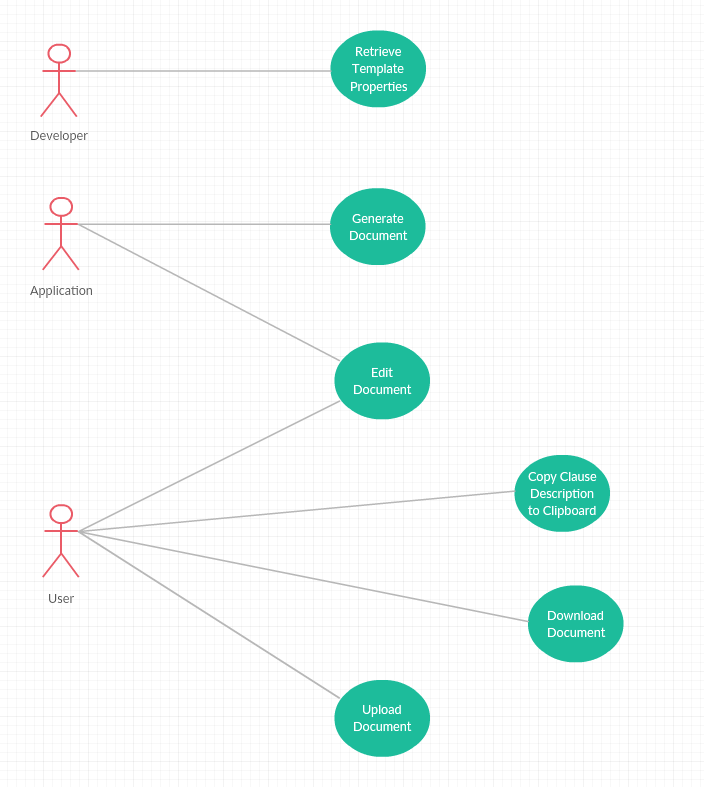 Retrieve
Template
Properties
Developer
Generate
Document
Application
Edit
Document
Copy Clause
Description
to Clipboard
User
Download
Document
Upload
Document